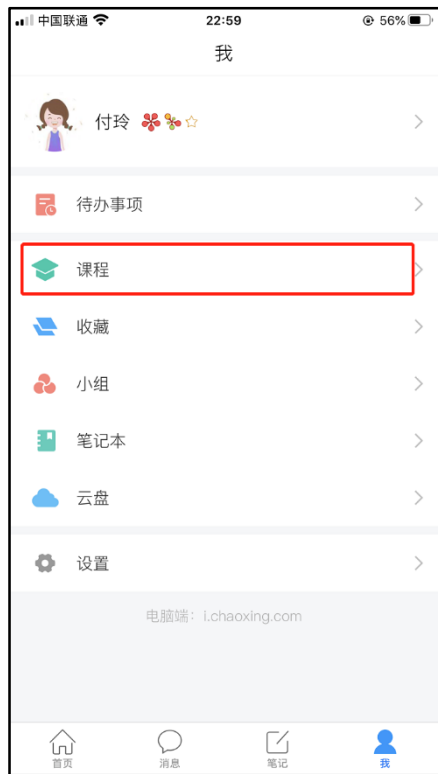 中国联通 22:59 56%
我
付玲
待办事项
课程
收藏
小组
笔记本
云盘
设置
电脑端：i.chaoxing.com
首页 消息 笔记 我